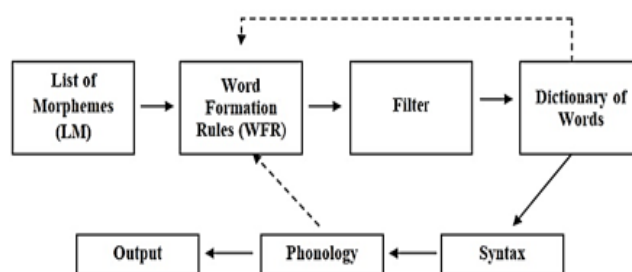 List of
Morphemes
(LM)
Word
Formation
Rules (WFR)
Filter
Dictionary of
Words
Output
Phonology
Syntax